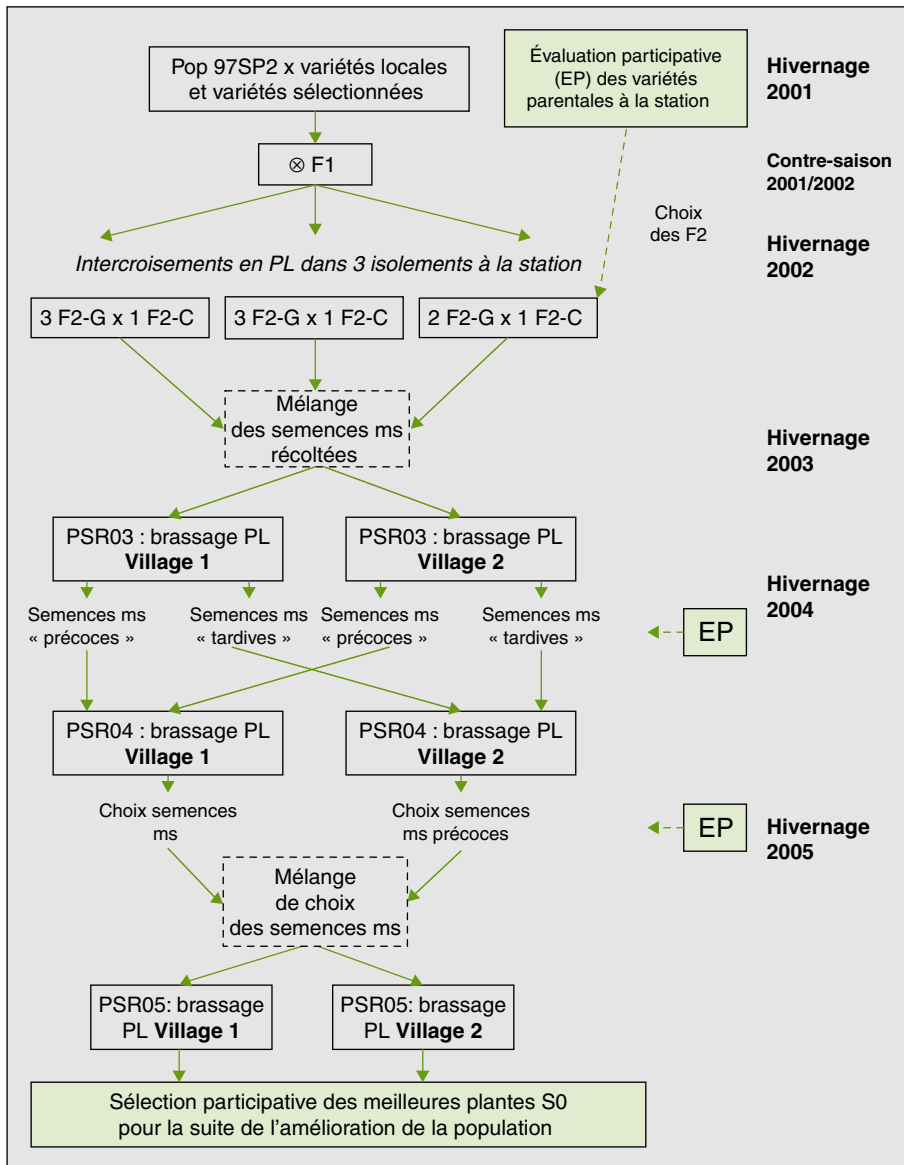 Pop 97SP2 x variétés locales
et variétés sélectionnées
Évaluation participative
(EP) des variétés
parentales à la station
Hivernage
2001
⊗ F1
Contre-saison
2001/2002
Choix
des F2
Hivernage
2002
Intercroisements en PL dans 3 isolements à la station
3 F2-G x 1 F2-C
3 F2-G x 1 F2-C
2 F2-G x 1 F2-C
Mélange
des semences ms
récoltées
Hivernage
2003
PSR03 : brassage PL
Village 1
PSR03 : brassage PL
Village 2
Hivernage
2004
Semences ms
« précoces »
Semences ms
« tardives »
Semences ms
« précoces »
Semences ms
« tardives »
EP
PSR04 : brassage PL
Village 1
PSR04 : brassage PL
Village 2
Choix semences
ms
Choix semences
ms précoces
EP
Hivernage
2005
Mélange
de choix
des semences ms
PSR05: brassage
PL Village 1
PSR05: brassage
PL Village 2
Sélection participative des meilleures plantes S0
pour la suite de l’amélioration de la population